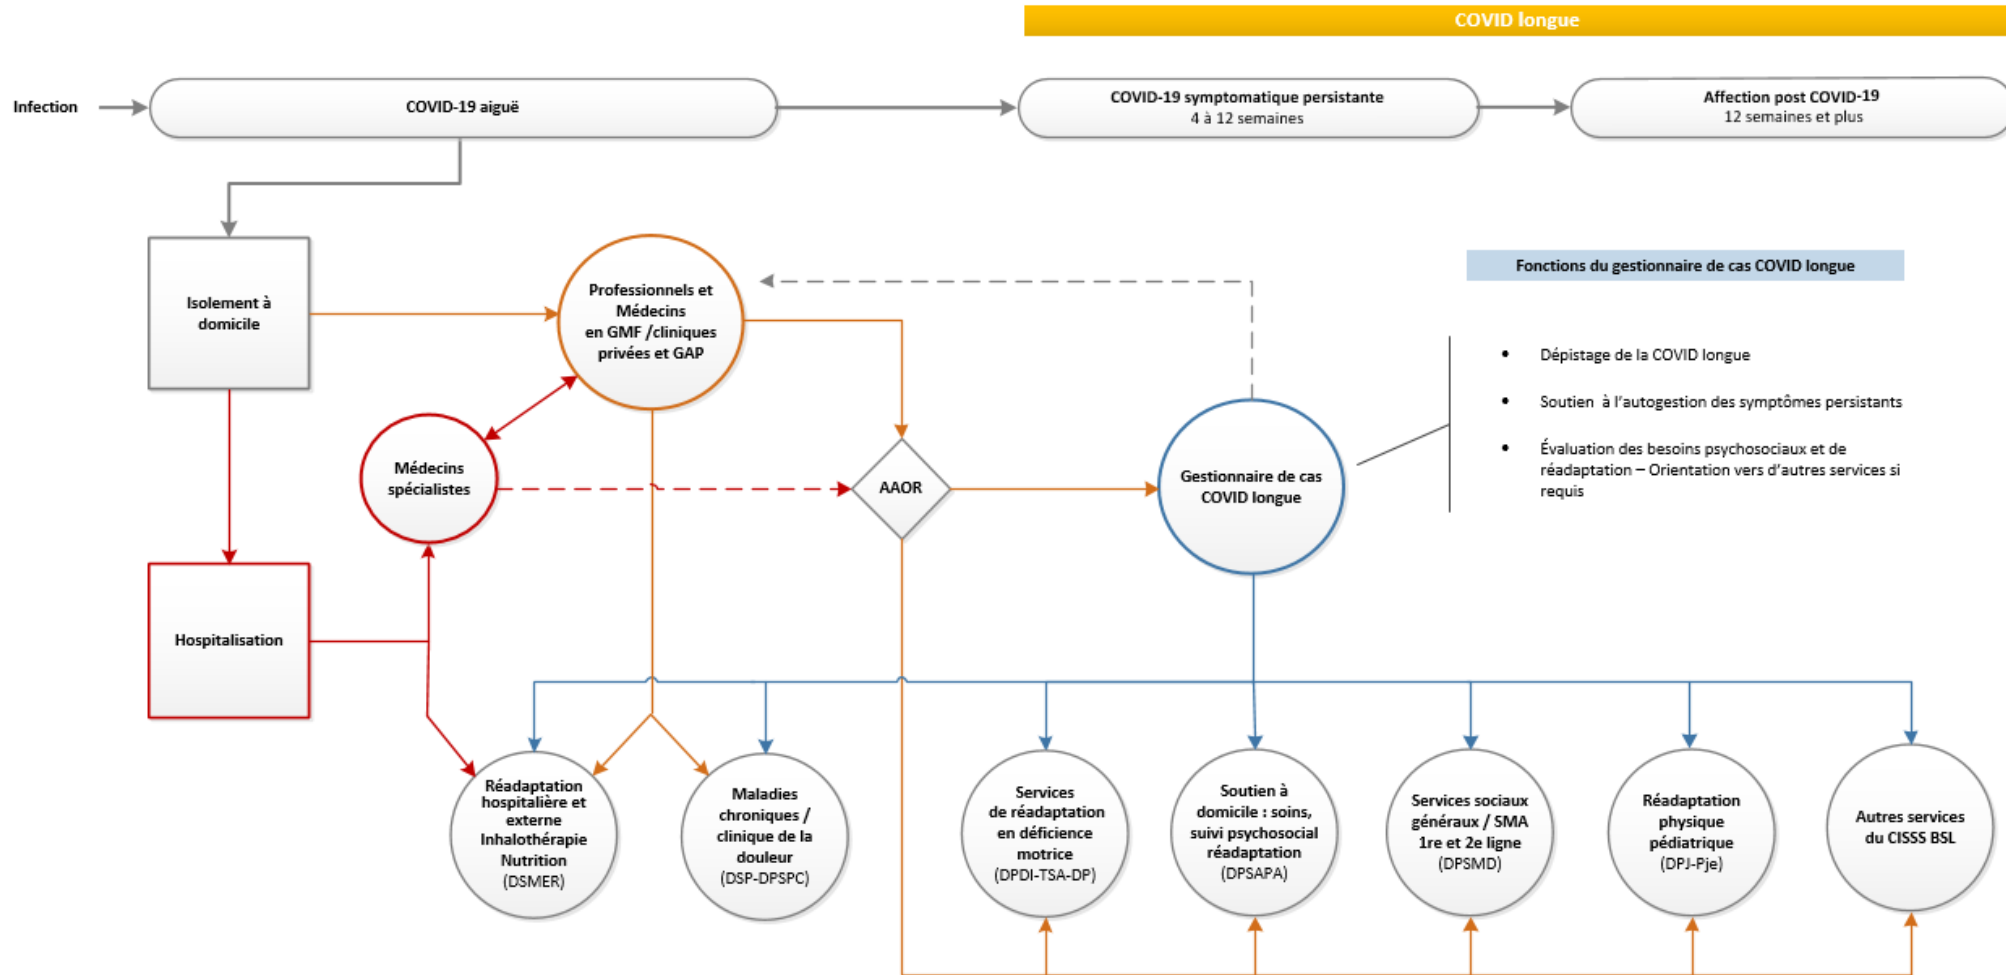 COVID longue
Infection
COVID-19 aiguë
COVID-19 symptomatique persistante
4 à 12 semaines
Affection post COVID-19
12 semaines et plus
Isolement à
domicile
Professionnels et
Médecins
en GMF /cliniques
privées et GAP
Fonctions du gestionnaire de cas COVID longue
• Dépistage de la COVID longue
• Soutien à l'autogestion des symptômes persistants
• Évaluation des besoins psychosociaux et de
réadaptation – Orientation vers d'autres services si
requis
Médecins
spécialistes
AAOR
Gestionnaire de cas
COVID longue
Hospitalisation
Réadaptation
hospitalière et
externe
Inhalothérapie
Nutrition
(DSMER)
Maladies
chroniques /
clinique de la
douleur
(DSP-DPSPC)
Services
de réadaptation
en déficience
motrice
(DPDI-TSA-DP)
Soutien à
domicile : soins,
suivi psychosocial
réadaptation
(DPSAPA)
Services sociaux
généraux / SMA
1re et 2e ligne
(DPSMD)
Réadaptation
physique
pédiatrique
(DPJ-Pje)
Autres services
du CISSS BSL